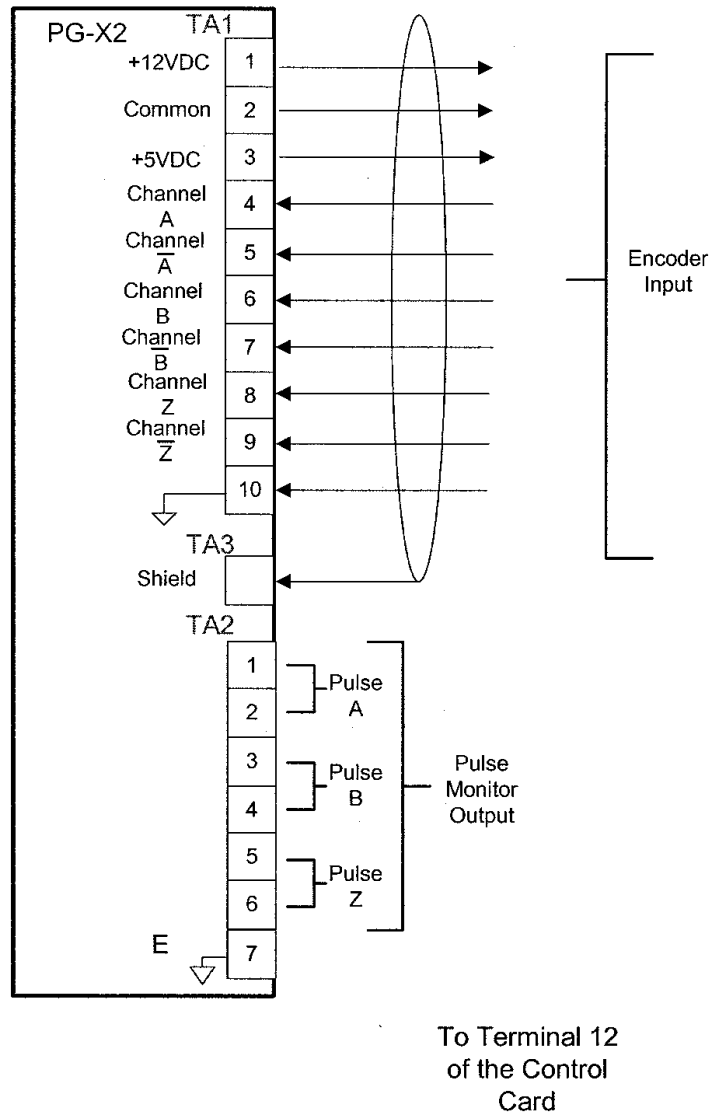 PG-X2
TA1
+12VDC 1
Common 2
+5VDC 3
Channel
A
4
Channel
A̅
5
Channel
B
6
Channel
B̅
7
Channel
Z
8
Channel
Z̅
9
10
Encoder
Input
TA3
Shield
TA2
1
2
Pulse
A
3
4
Pulse
B
5
6
Pulse
Z
Pulse
Monitor
Output
E 7
To Terminal 12
of the Control
Card